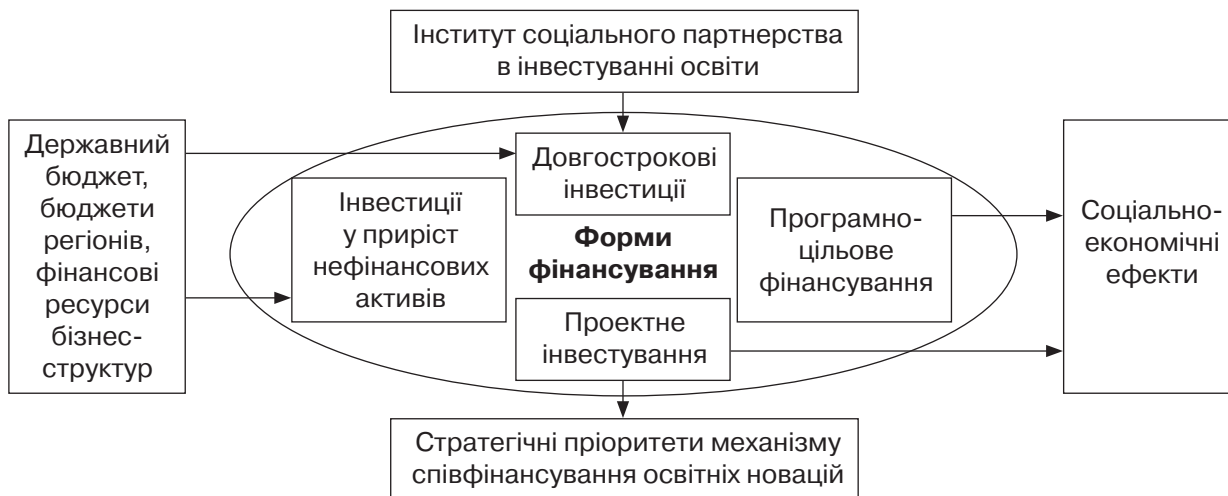 Інститут соціального партнерства
в інвестуванні освіти
Державний
бюджет,
бюджети
регіонів,
фінансові
ресурси
бізнес-
структур
Довгострокові
інвестиції
Інвестиції
у приріст
нефінансових
активів
Форми
фінансування
Програмно-
цільове
фінансування
Проектне
інвестування
Соціально-
економічні
ефекти
Стратегічні пріоритети механізму
співфінансування освітніх новацій